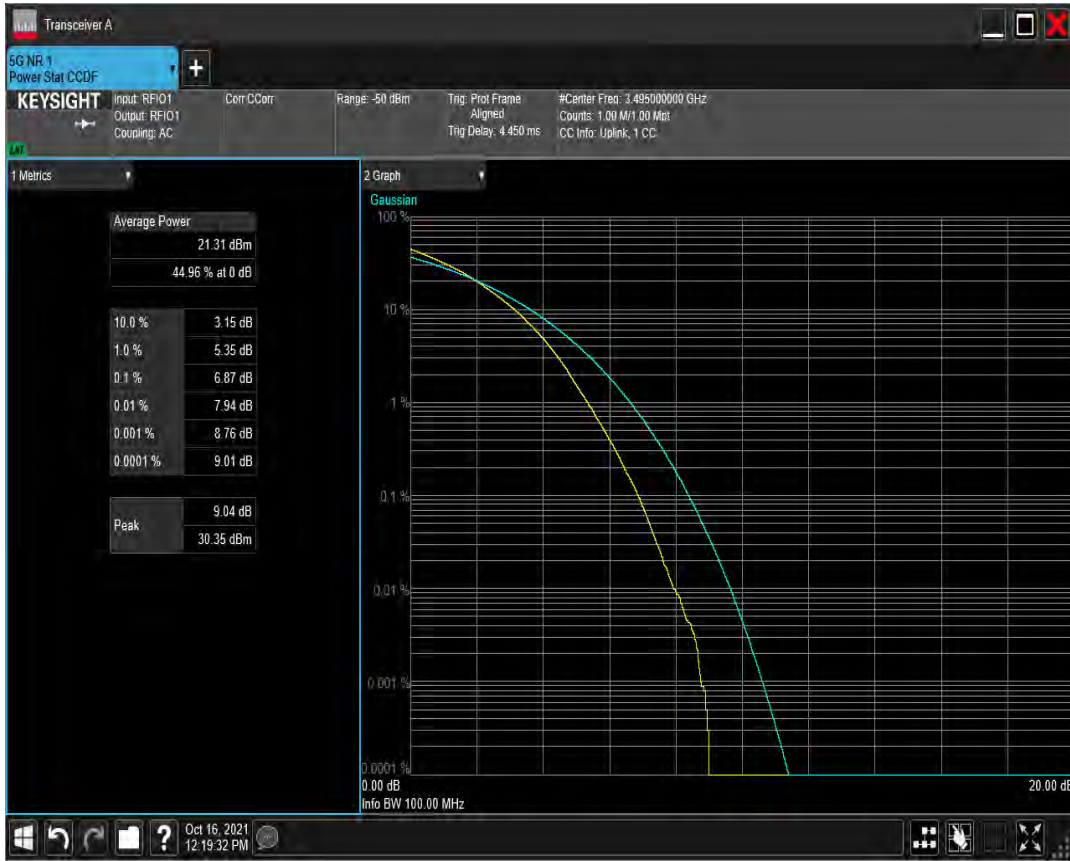 Transceiver A
5G NR 1
Power Stat CCDF
+
KEYSIGHT
Input: RFIO1
Output: RFIO1
Coupling: AC
Corr CCorr
Range: -50 dBm
Trig: Prot Frame
Aligned
Trig Delay: 4.450 ms
#Center Freq: 3.495000000 GHz
Counts: 1.00 M/1.00 Mpt
CC Info: Uplink, 1 CC
1 Metrics
Average Power
21.31 dBm
44.96 % at 0 dB
10.0 % 3.15 dB
1.0 % 5.35 dB
0.1 % 6.87 dB
0.01 % 7.94 dB
0.001 % 8.76 dB
0.0001 % 9.01 dB
Peak
9.04 dB
30.35 dBm
2 Graph
Gaussian
100 %
10 %
1 %
0.1 %
0.01 %
0.001 %
0.0001 %
0.00 dB 20.00 dB
Info BW 100.00 MHz
?
Oct 16, 2021
12:19:32 PM